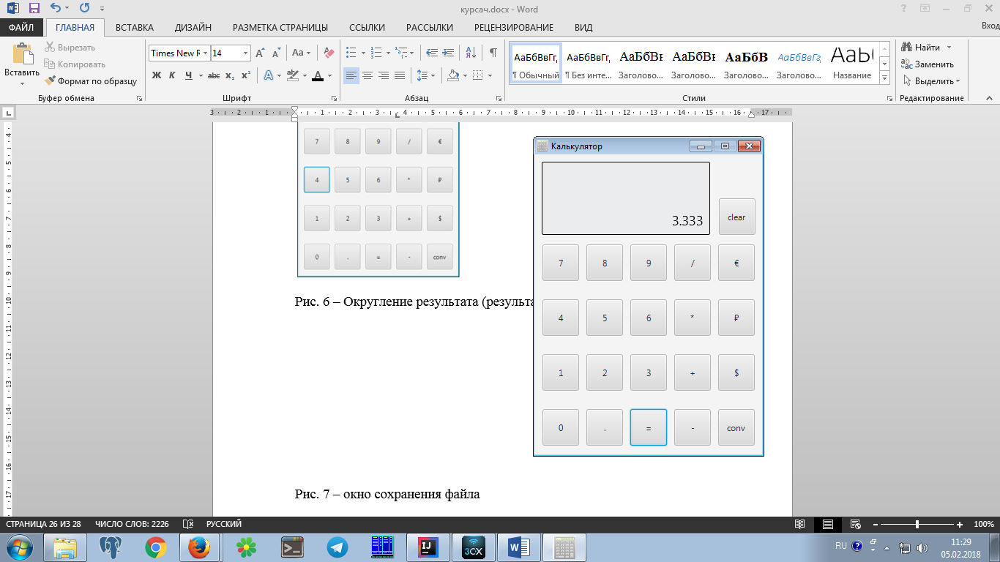 курсач.docx - Word
ФАЙЛ ГЛАВНАЯ ВСТАВКА ДИЗАЙН РАЗМЕТКА СТРАНИЦЫ ССЫЛКИ РАССЫЛКИ РЕЦЕНЗИРОВАНИЕ ВИД Вход
Вставить
Вырезать
Копировать
Формат по образцу
Буфер обмена
Times New F 14
Aa
Ж К Ч abc x₂ x²
Шрифт
Абзац
АаБбВвГг, АаБбВвГг, АаБбВı АаБбВı АаБбВ АаБбВвГг АаЬ
¶ Обычный ¶ Без инте... Заголово... Заголово... Заголово... Заголово... Название
Стили
Найти
Заменить
Выделить
Редактирование
3 2 1 1 2 3 4 5 6 7 8 9 10 11 12 13 14 15 16 17
4
5
6
7
8
9
10
11
12
13
14
15
16
17
7 8 9 / €
4 5 6 * ₽
1 2 3 + $
0 . = - conv
Рис. 6 – Округление результата (результа
Калькулятор
3.333
clear
7 8 9 / €
4 5 6 * ₽
1 2 3 + $
0 . = - conv
Рис. 7 – окно сохранения файла
СТРАНИЦА 26 ИЗ 28 ЧИСЛО СЛОВ: 2226 РУССКИЙ 100%
IJ 3CX RU 11:29
05.02.2018